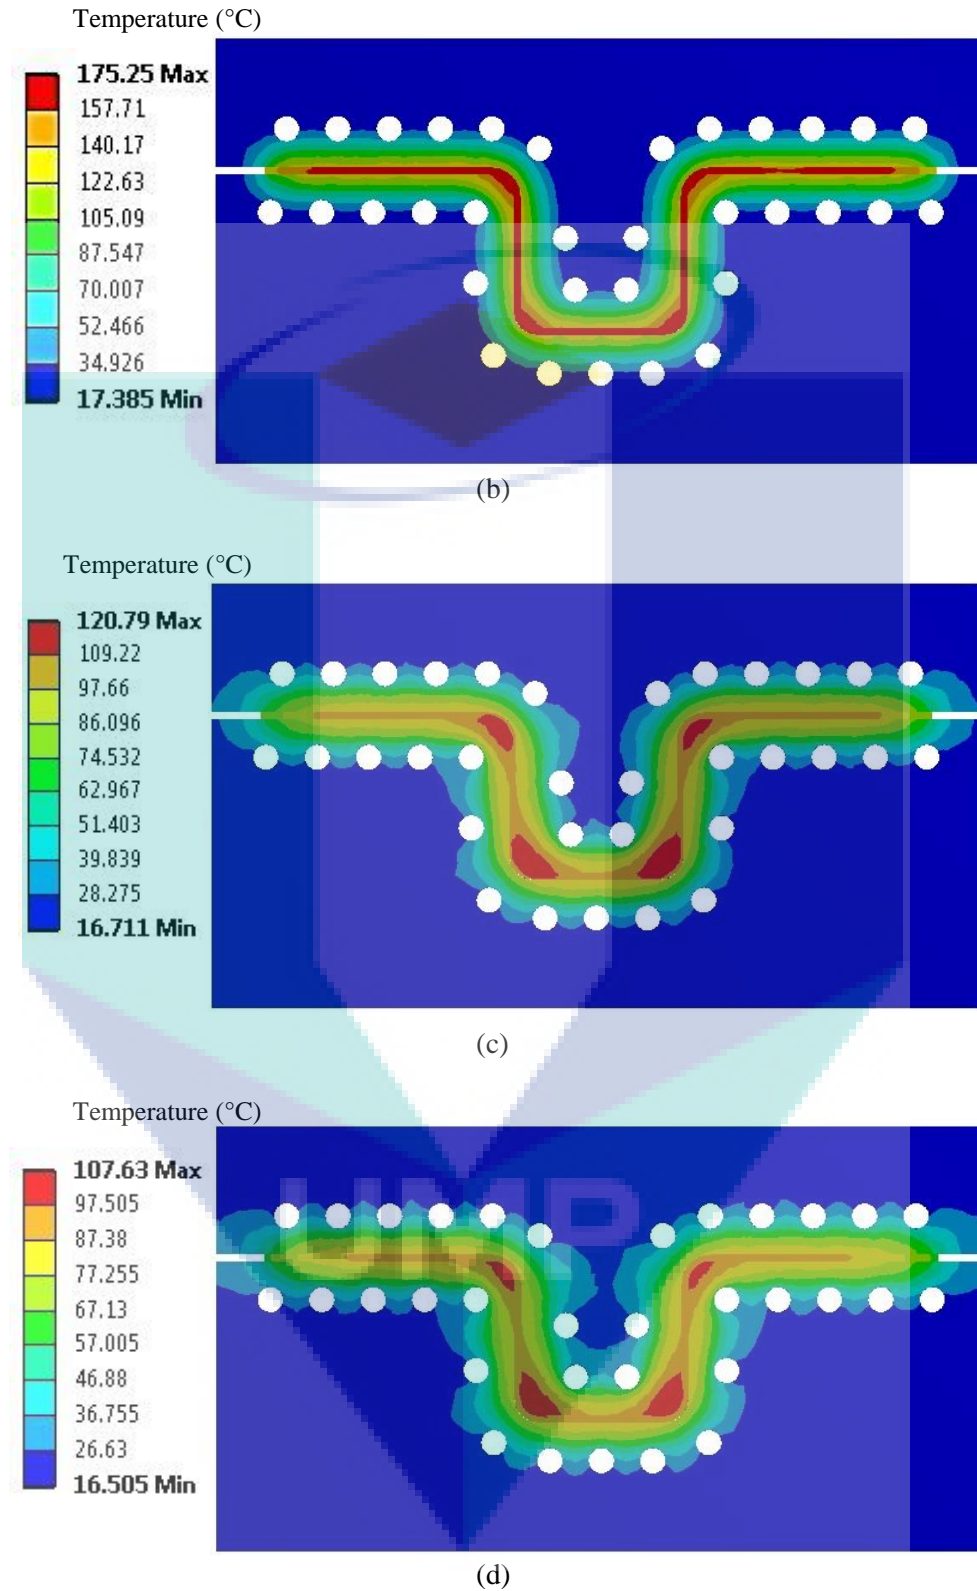 Temperature (°C)
175.25 Max
157.71
140.17
122.63
105.09
87.547
70.007
52.466
34.926
17.385 Min
(b)
Temperature (°C)
120.79 Max
109.22
97.66
86.096
74.532
62.967
51.403
39.839
28.275
16.711 Min
(c)
Temperature (°C)
107.63 Max
97.505
87.38
77.255
67.13
57.005
46.88
36.755
26.63
16.505 Min
UMP
(d)